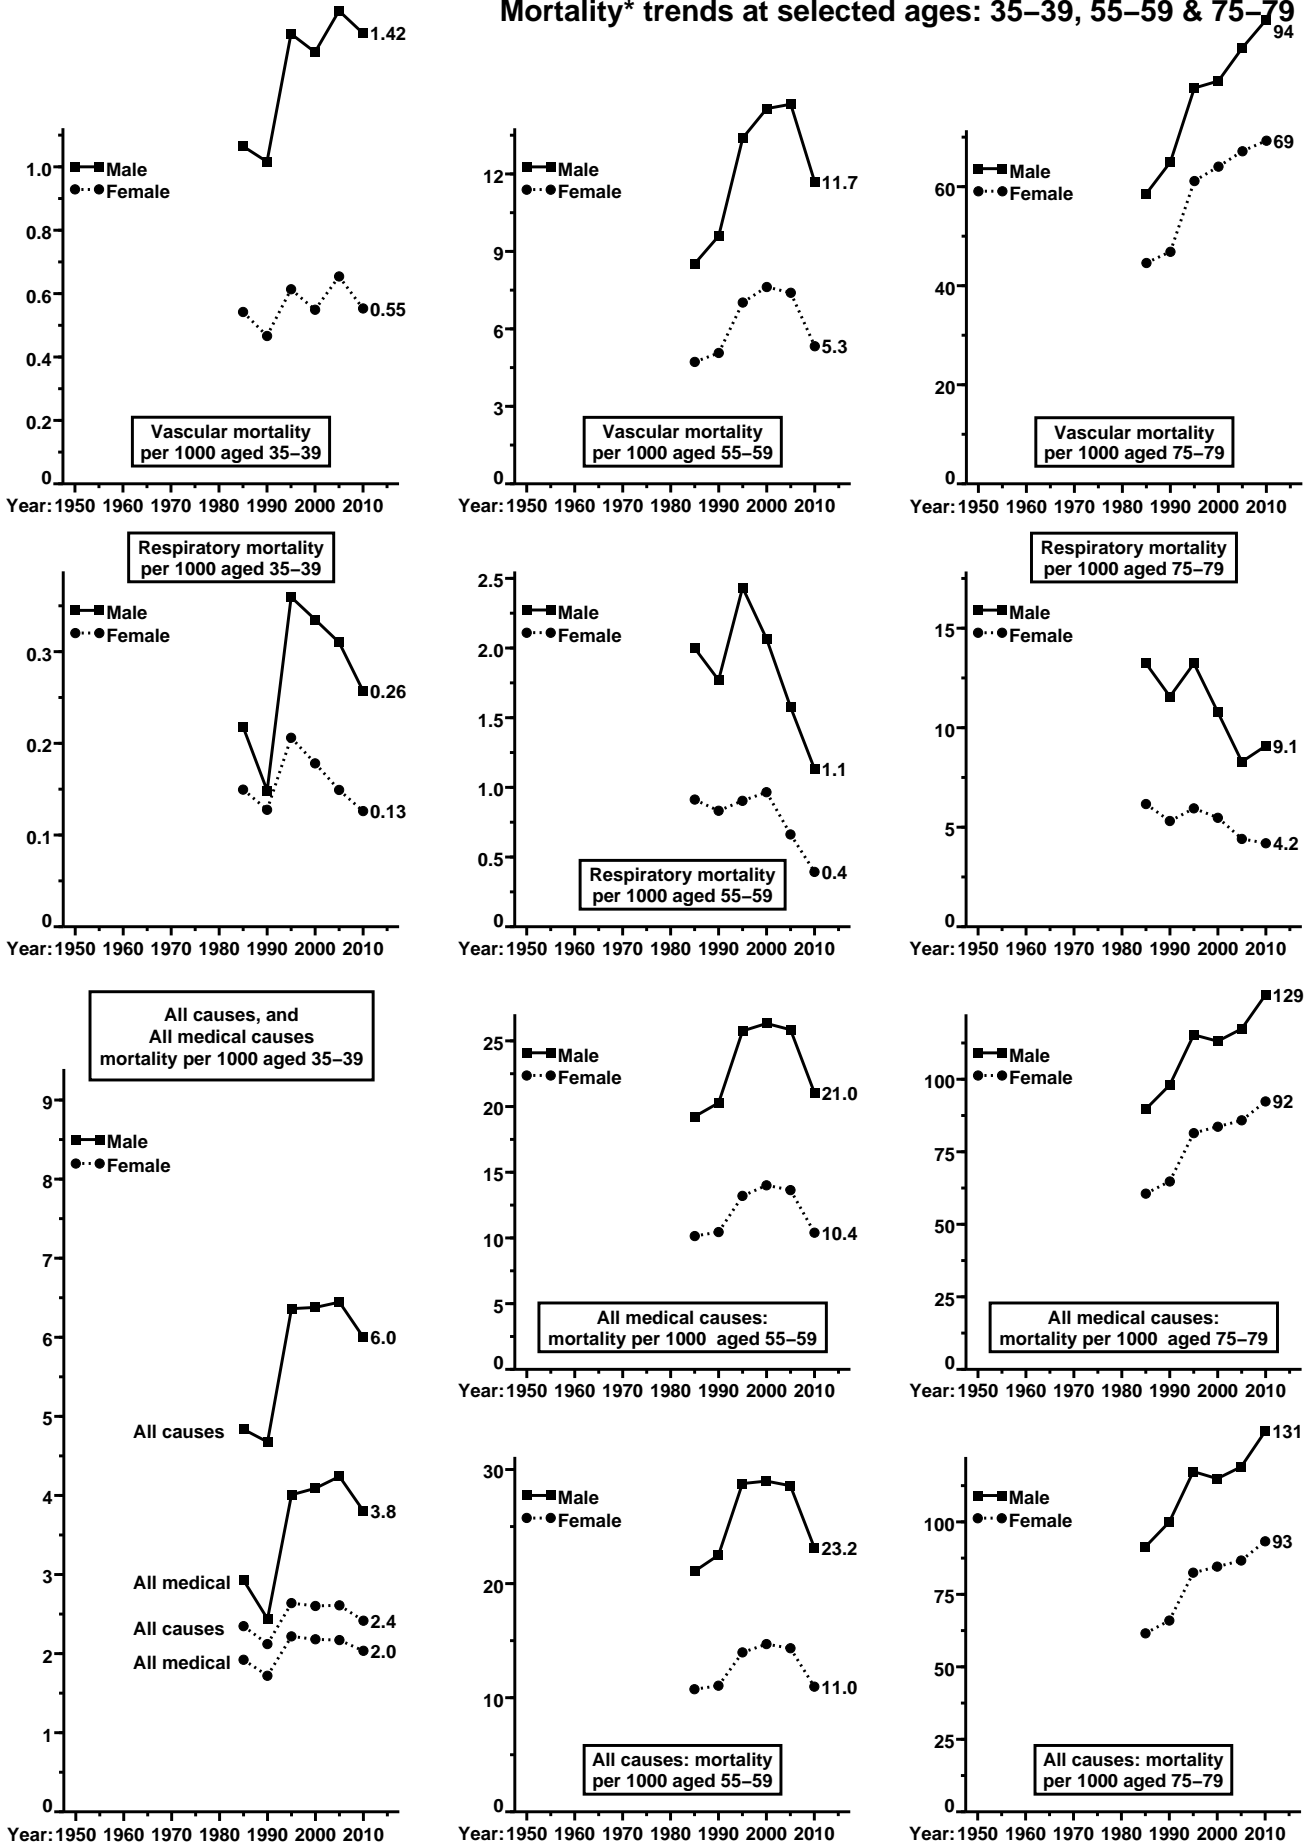 Mortality* trends at selected ages: 35–39, 55–59 & 75–79
1.42
1.0
0.8
0.6
0.4
0.2
0
Male
Female
0.55
Vascular mortality
per 1000 aged 35–39
Year: 1950 1960 1970 1980 1990 2000 2010
12
9
6
3
0
Male
Female
11.7
5.3
Vascular mortality
per 1000 aged 55–59
Year: 1950 1960 1970 1980 1990 2000 2010
94
60
40
20
0
Male
Female
69
Vascular mortality
per 1000 aged 75–79
Year: 1950 1960 1970 1980 1990 2000 2010
Respiratory mortality
per 1000 aged 35–39
0.3
0.2
0.1
0
Male
Female
0.26
0.13
Year: 1950 1960 1970 1980 1990 2000 2010
2.5
2.0
1.5
1.0
0.5
0
Male
Female
1.1
0.4
Respiratory mortality
per 1000 aged 55–59
Year: 1950 1960 1970 1980 1990 2000 2010
Respiratory mortality
per 1000 aged 75–79
15
10
5
0
Male
Female
9.1
4.2
Year: 1950 1960 1970 1980 1990 2000 2010
All causes, and
All medical causes
mortality per 1000 aged 35–39
9
8
7
6
5
4
3
2
1
0
Male
Female
6.0
All causes
3.8
All medical
All causes
2.4
All medical
2.0
Year: 1950 1960 1970 1980 1990 2000 2010
25
20
15
10
5
0
Male
Female
21.0
10.4
All medical causes:
mortality per 1000 aged 55–59
Year: 1950 1960 1970 1980 1990 2000 2010
129
100
75
50
25
0
Male
Female
92
All medical causes:
mortality per 1000 aged 75–79
Year: 1950 1960 1970 1980 1990 2000 2010
30
20
10
0
Male
Female
23.2
11.0
All causes: mortality
per 1000 aged 55–59
Year: 1950 1960 1970 1980 1990 2000 2010
131
100
75
50
25
0
Male
Female
93
All causes: mortality
per 1000 aged 75–79
Year: 1950 1960 1970 1980 1990 2000 2010